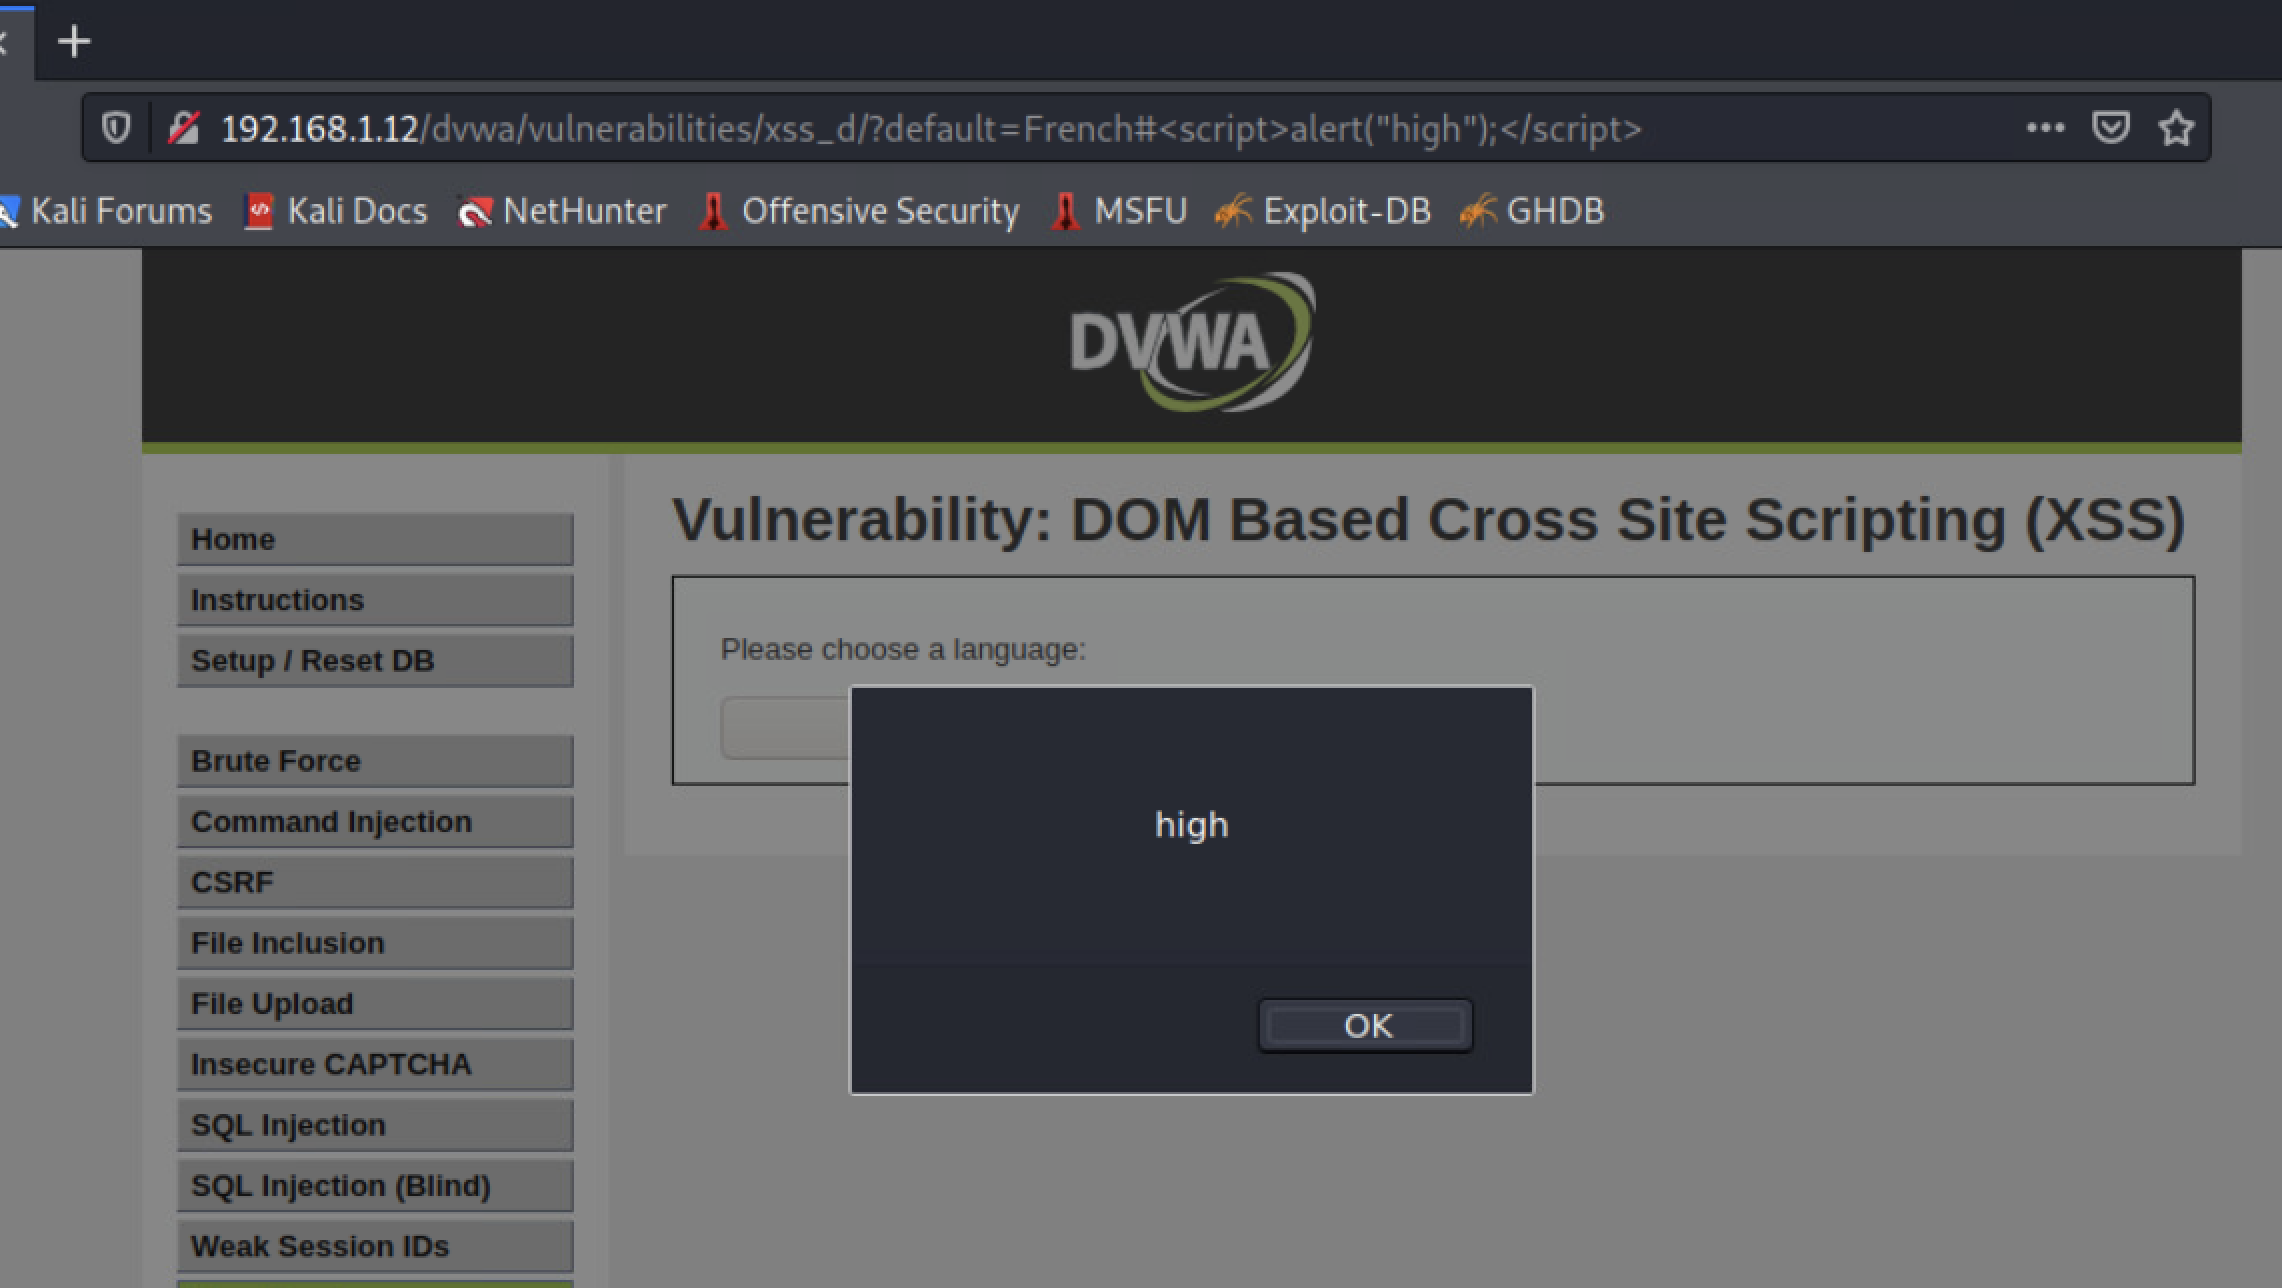 192.168.1.12/dvwa/vulnerabilities/xss_d/?default=French#<script>alert("high");</script>
Kali Forums Kali Docs NetHunter Offensive Security MSFU Exploit-DB GHDB
DVWA
Vulnerability: DOM Based Cross Site Scripting (XSS)
Please choose a language:
high
OK
Home
Instructions
Setup / Reset DB
Brute Force
Command Injection
CSRF
File Inclusion
File Upload
Insecure CAPTCHA
SQL Injection
SQL Injection (Blind)
Weak Session IDs